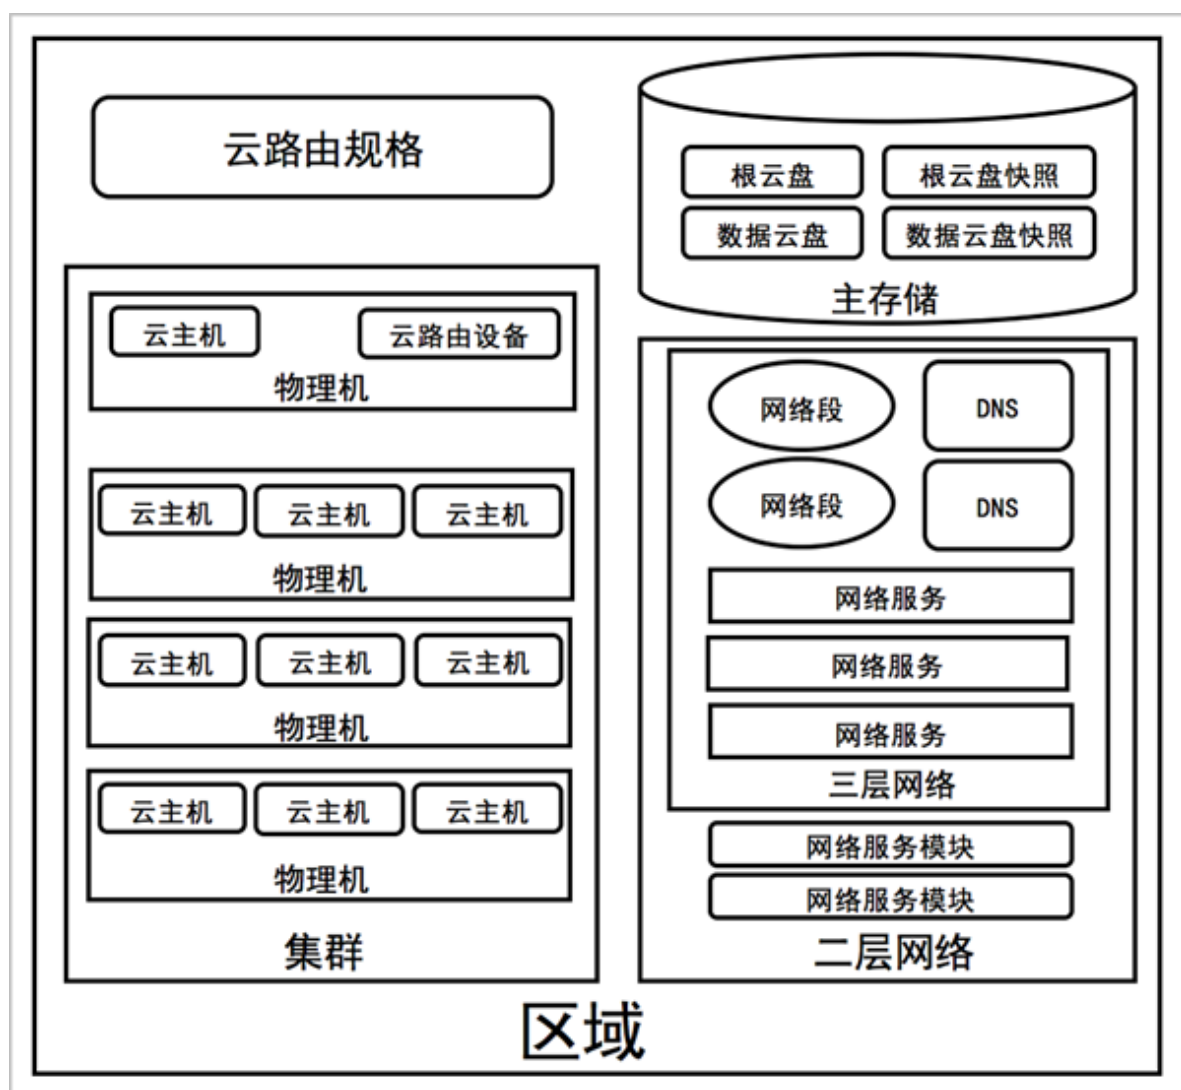 云路由规格
根云盘 根云盘快照
数据云盘 数据云盘快照
主存储
云主机 云路由设备
物理机
云主机 云主机 云主机
物理机
云主机 云主机 云主机
物理机
云主机 云主机 云主机
物理机
集群
网络段 DNS
网络段 DNS
网络服务
网络服务
网络服务
三层网络
网络服务模块
网络服务模块
二层网络
区域